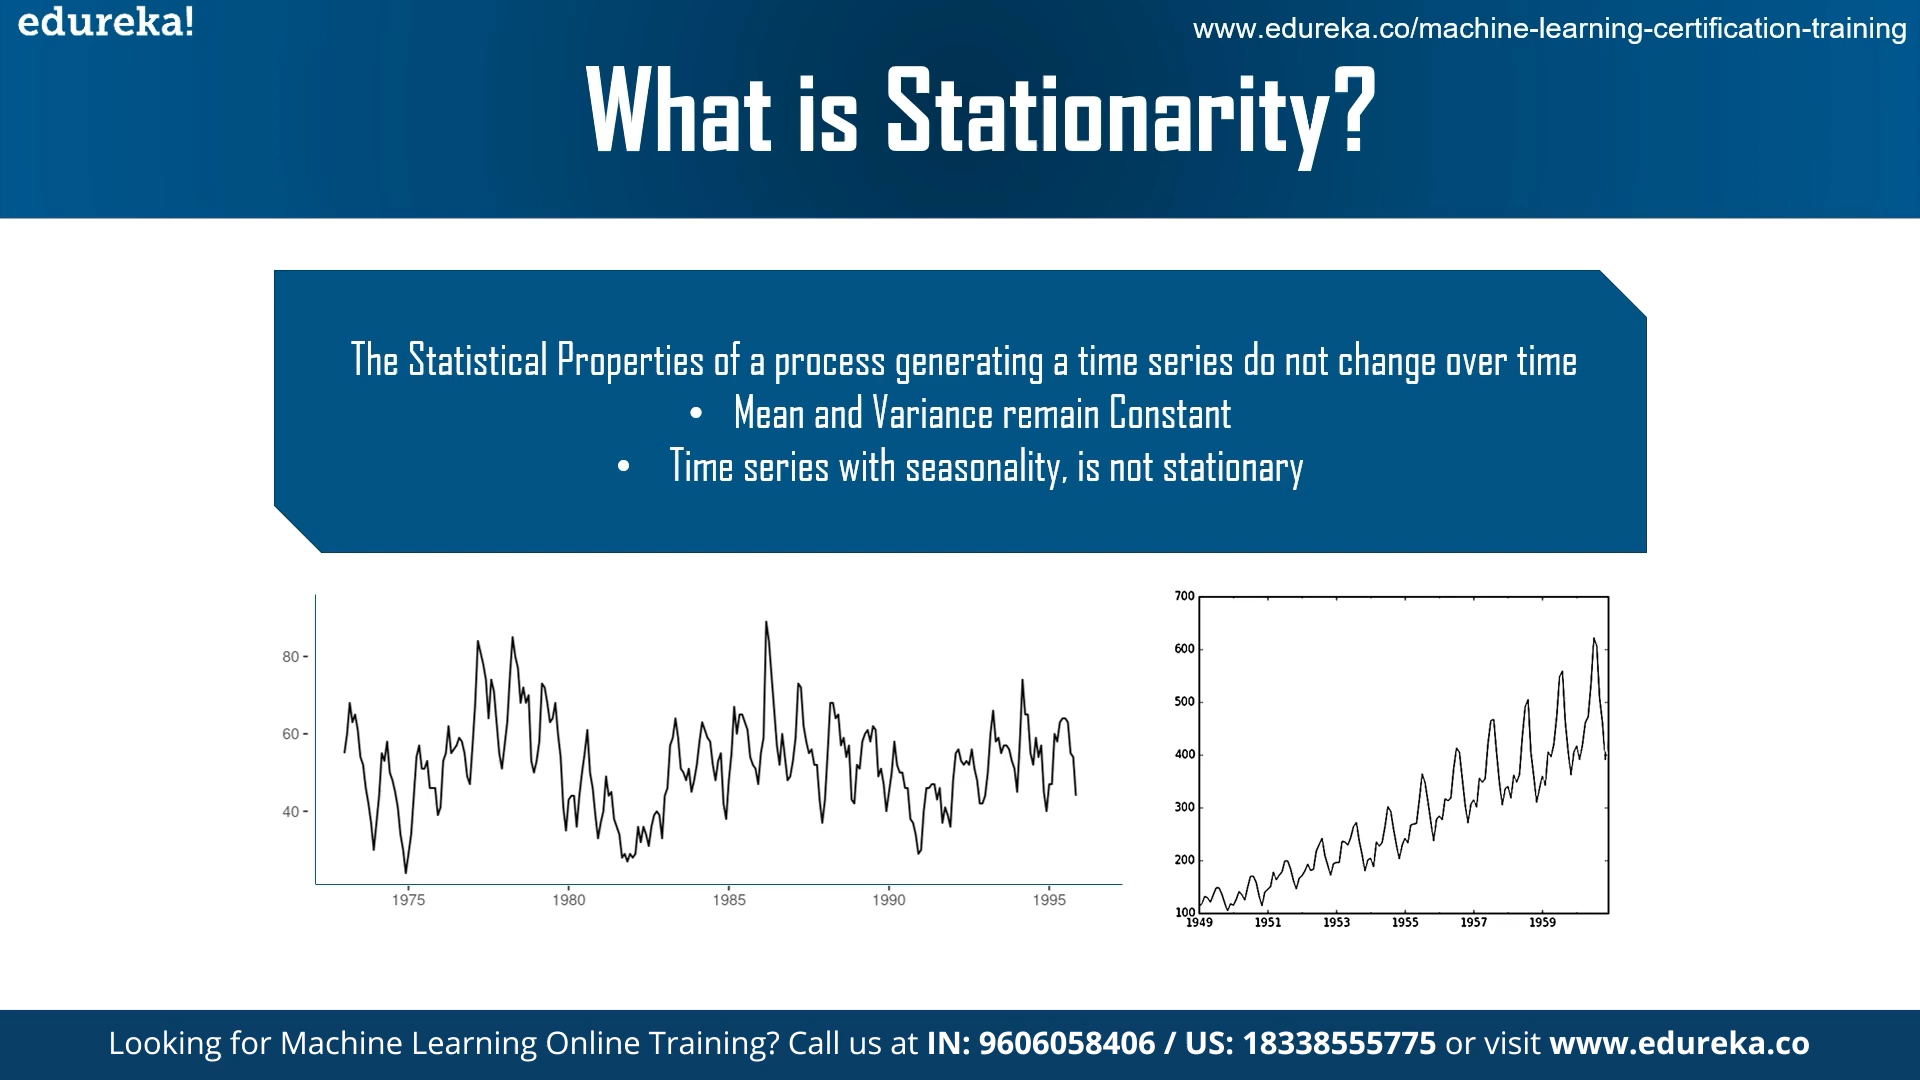 edureka!
www.edureka.co/machine-learning-certification-training
What is Stationarity?
The Statistical Properties of a process generating a time series do not change over time
• Mean and Variance remain Constant
• Time series with seasonality, is not stationary
80
60
40
1975 1980 1985 1990 1995
700
600
500
400
300
200
100
1949 1951 1953 1955 1957 1959
Looking for Machine Learning Online Training? Call us at IN: 9606058406 / US: 18338555775 or visit www.edureka.co